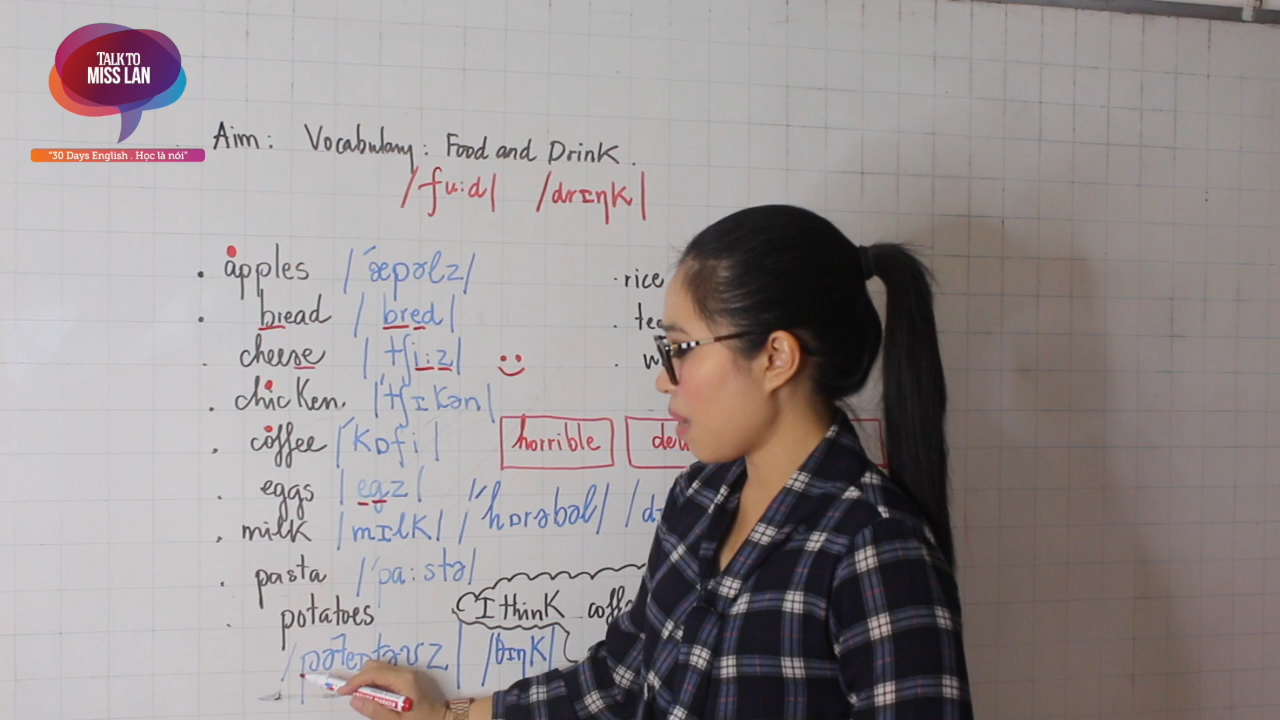 TALK TO
MISS LAN
"30 Days English . Học là nói"
Aim: Vocabulary: Food and Drink.
/fu:d/ /drɪŋk/
. apples /ˈæpəlz/
. bread /bred/
. cheese /tʃi:z/
. chicken. /ˈtʃɪkən/
. coffee /ˈkɒfi/
. eggs /egz/
. milk /mɪlk/
. pasta /ˈpa:stə/
. potatoes
/pəteɪtəʊz/
. rice
horrible
/ˈhɒrəbəl/
I think
/θɪŋk/